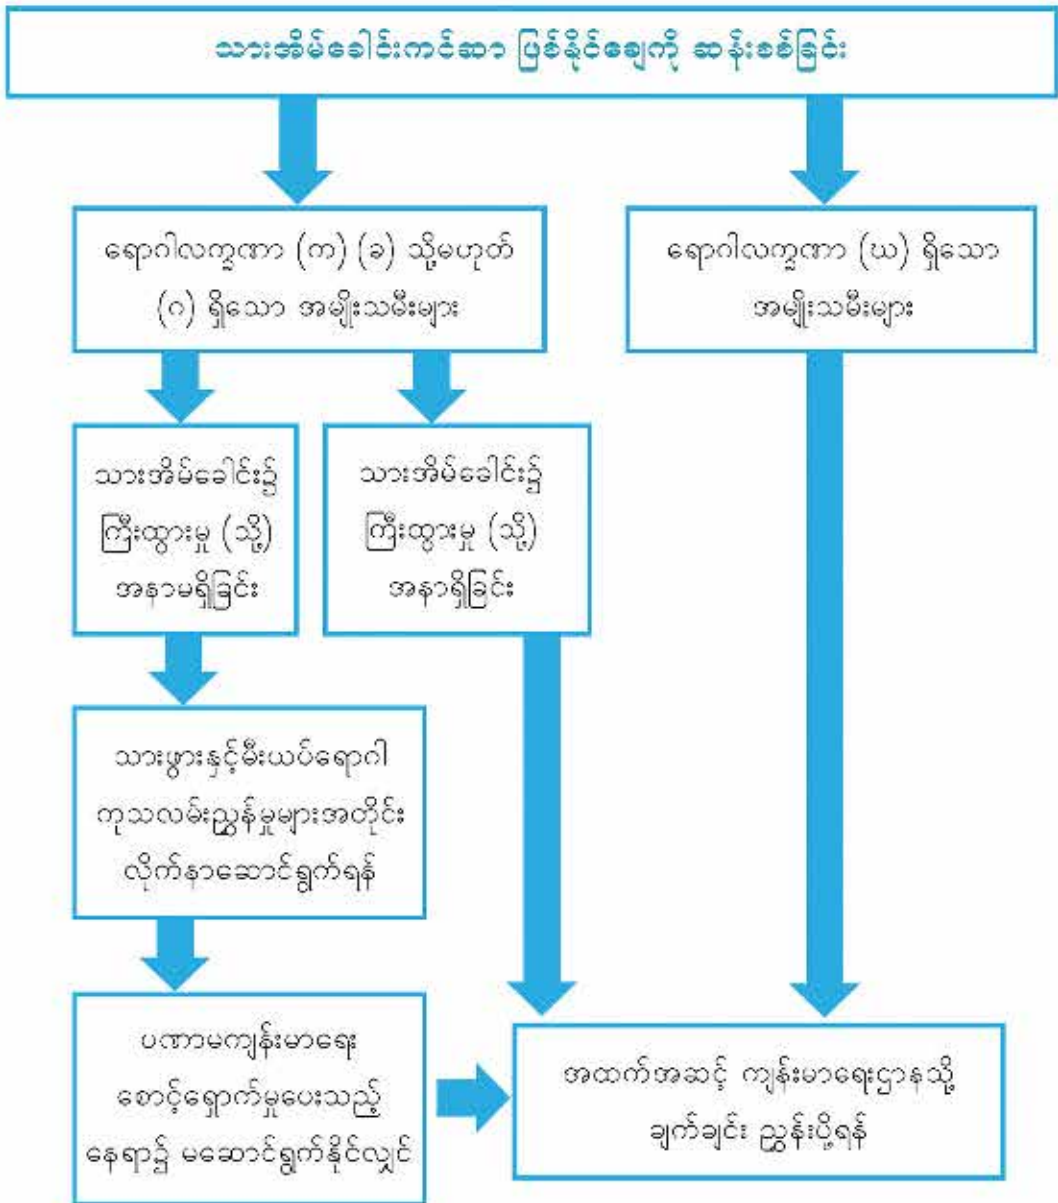 သားအိမ်ခေါင်းကင်ဆာ ဖြစ်နိုင်ခြေကို ဆန်းစစ်ခြင်း
ရောဂါလက္ခဏာ (က) (ခ) သို့မဟုတ်
(ဂ) ရှိသော အမျိုးသမီးများ
ရောဂါလက္ခဏာ (ဃ) ရှိသော
အမျိုးသမီးများ
သားအိမ်ခေါင်း၌
ကြီးထွားမှု (သို့)
အနာမရှိခြင်း
သားအိမ်ခေါင်း၌
ကြီးထွားမှု (သို့)
အနာရှိခြင်း
သားဖွားနှင့်မီးယပ်ရောဂါ
ကုသလမ်းညွှန်မှုများအတိုင်း
လိုက်နာဆောင်ရွက်ရန်
ပဏာမကျန်းမာရေး
စောင့်ရှောက်မှုပေးသည့်
နေရာ၌ မဆောင်ရွက်နိုင်လျှင်
အထက်အဆင့် ကျန်းမာရေးဌာနသို့
ချက်ချင်း ညွှန်းပို့ရန်